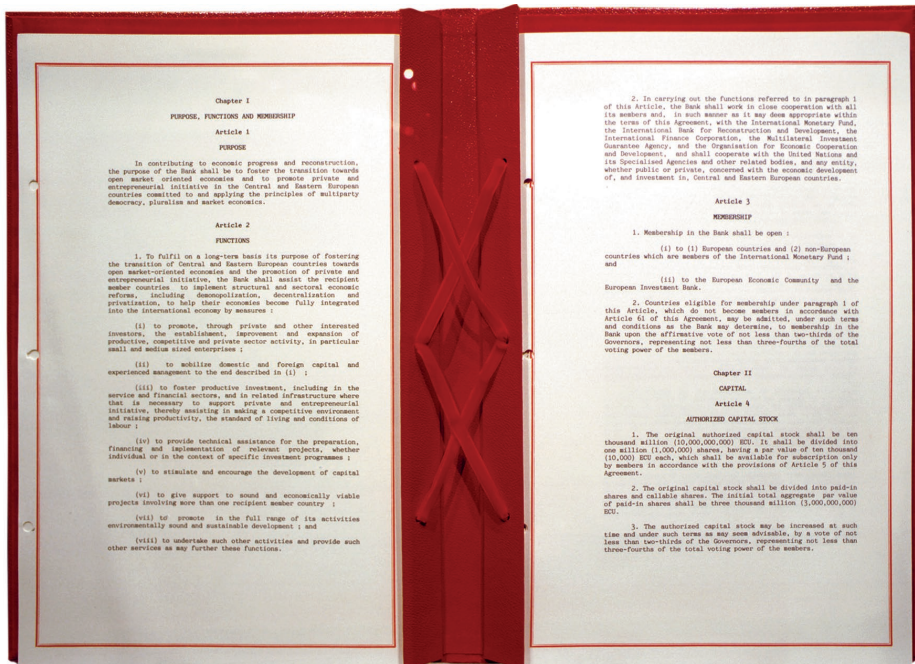 Chapter I
PURPOSE, FUNCTIONS AND MEMBERSHIP
Article 1
PURPOSE
In contributing to economic progress and reconstruction,
the purpose of the Bank shall be to foster the transition towards
open market oriented economies and to promote private and
entrepreneurial initiative in the Central and Eastern European
countries committed to and applying the principles of multiparty
democracy, pluralism and market economics.
Article 2
FUNCTIONS
1. To fulfil on a long-term basis its purpose of fostering
the transition of Central and Eastern European countries towards
open market-oriented economies and the promotion of private and
entrepreneurial initiative, the Bank shall assist the recipient
member countries to implement structural and sectoral economic
reforms, including demonopolization, decentralization and
privatization, to help their economies become fully integrated
into the international economy by measures :
(i) to promote, through private and other interested
investors, the establishment, improvement and expansion of
productive, competitive and private sector activity, in particular
small and medium sized enterprises ;
(ii) to mobilize domestic and foreign capital and
experienced management to the end described in (i) ;
(iii) to foster productive investment, including in the
service and financial sectors, and in related infrastructure where
that is necessary to support private and entrepreneurial
initiative, thereby assisting in making a competitive environment
and raising productivity, the standard of living and conditions of
labour ;
(iv) to provide technical assistance for the preparation,
financing and implementation of relevant projects, whether
individual or in the context of specific investment programmes ;
(v) to stimulate and encourage the development of capital
markets ;
(vi) to give support to sound and economically viable
projects involving more than one recipient member country ;
(vii) to promote in the full range of its activities
environmentally sound and sustainable development ; and
(viii) to undertake such other activities and provide such
other services as may further these functions.
2. In carrying out the functions referred to in paragraph 1
of this Article, the Bank shall work in close cooperation with all
its members and, in such manner as it may deem appropriate within
the terms of this Agreement, with the International Monetary Fund,
the International Bank for Reconstruction and Development, the
International Finance Corporation, the Multilateral Investment
Guarantee Agency, and the Organisation for Economic Cooperation
and Development, and shall cooperate with the United Nations and
its Specialised Agencies and other related bodies, and any entity,
whether public or private, concerned with the economic development
of, and investment in, Central and Eastern European countries.
Article 3
MEMBERSHIP
1. Membership in the Bank shall be open :
(i) to (1) European countries and (2) non-European
countries which are members of the International Monetary Fund ;
and
(ii) to the European Economic Community and the
European Investment Bank.
2. Countries eligible for membership under paragraph 1 of
this Article, which do not become members in accordance with
Article 61 of this Agreement, may be admitted, under such terms
and conditions as the Bank may determine, to membership in the
Bank upon the affirmative vote of not less than two-thirds of the
Governors, representing not less than three-fourths of the total
voting power of the members.
Chapter II
CAPITAL
Article 4
AUTHORIZED CAPITAL STOCK
1. The original authorized capital stock shall be ten
thousand million (10,000,000,000) ECU. It shall be divided into
one million (1,000,000) shares, having a par value of ten thousand
(10,000) ECU each, which shall be available for subscription only
by members in accordance with the provisions of Article 5 of this
Agreement.
2. The original capital stock shall be divided into paid-in
shares and callable shares. The initial total aggregate par value
of paid-in shares shall be three thousand million (3,000,000,000)
ECU.
3. The authorized capital stock may be increased at such
time and under such terms as may seem advisable, by a vote of not
less than two-thirds of the Governors, representing not less than
three-fourths of the total voting power of the members.